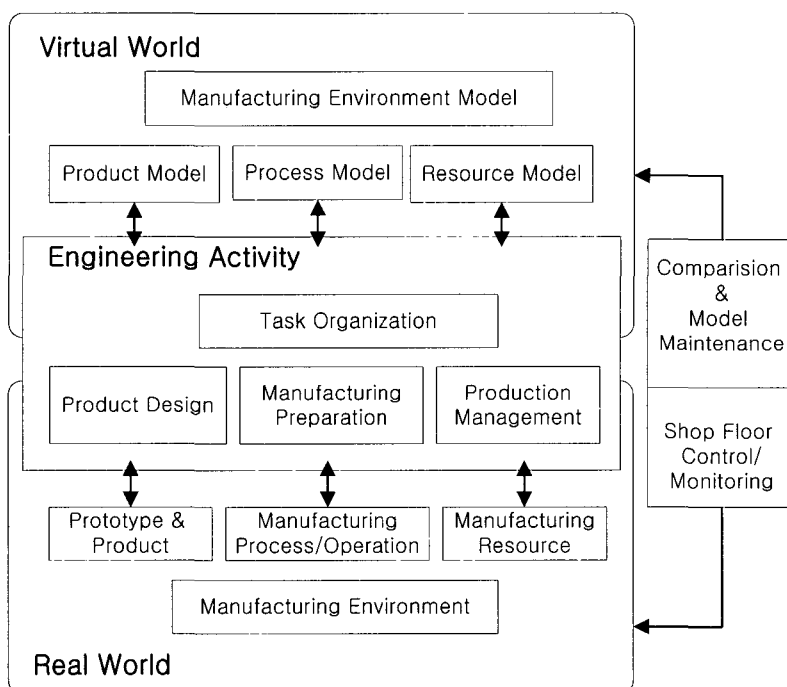 Virtual World
Manufacturing Environment Model
Product Model
Process Model
Resource Model
Engineering Activity
Task Organization
Product Design
Manufacturing
Preparation
Production
Management
Prototype &
Product
Manufacturing
Process/Operation
Manufacturing
Resource
Manufacturing Environment
Real World
Comparision
&
Model
Maintenance
Shop Floor
Control/
Monitoring